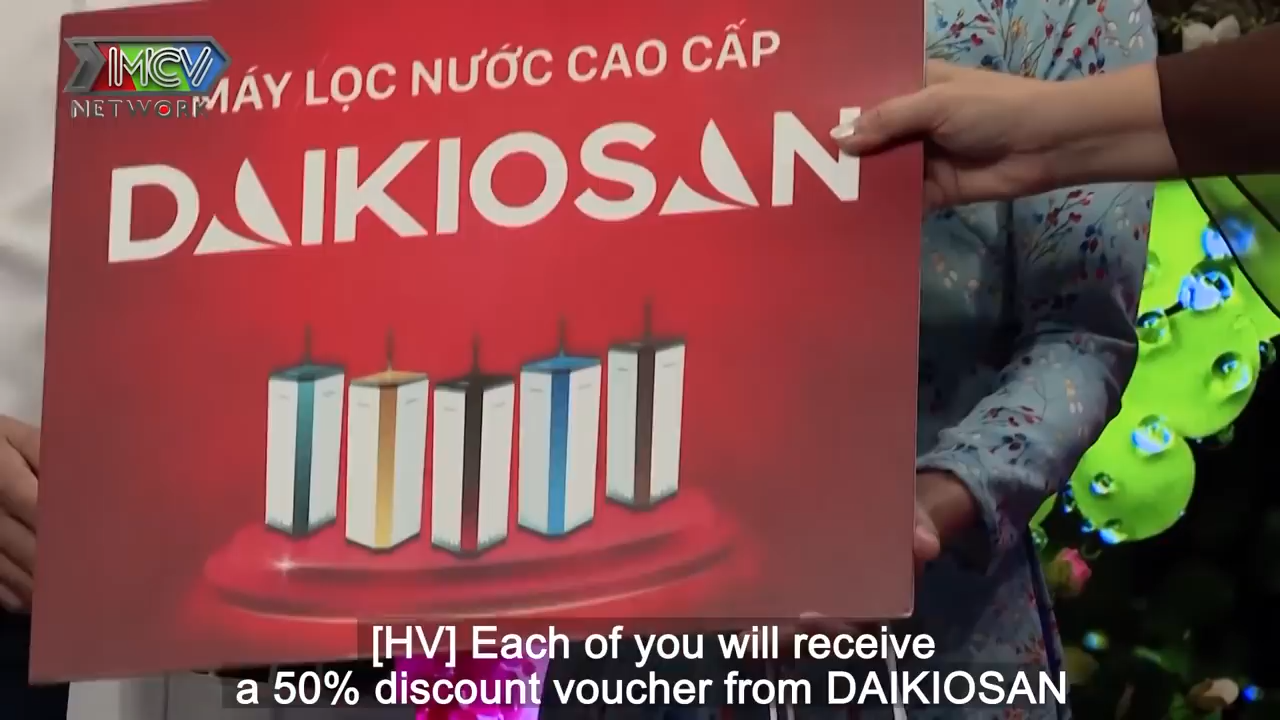 MCV
NETWORK
MÁY LỌC NƯỚC CAO CẤP
DAIKIOSAN
[HV] Each of you will receive
a 50% discount voucher from DAIKIOSAN